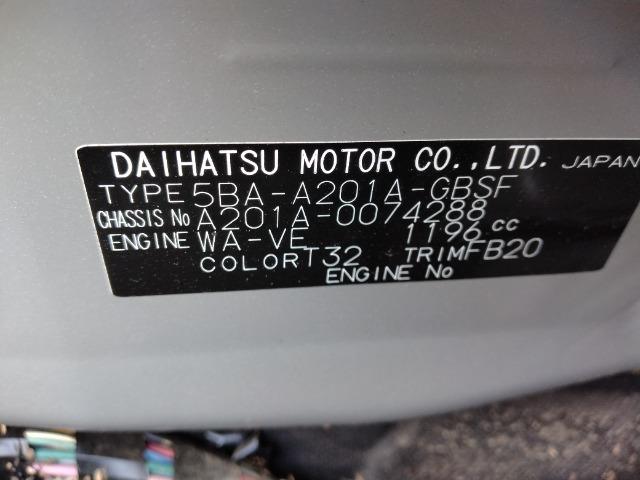 DAIHATSU MOTOR CO.,LTD. JAPAN
TYPE 5BA-A201A-GBSF
CHASSIS No A201A-0074288
ENGINE WA-VE 1196 cc
COLOR T32 TRIM FB20
ENGINE No